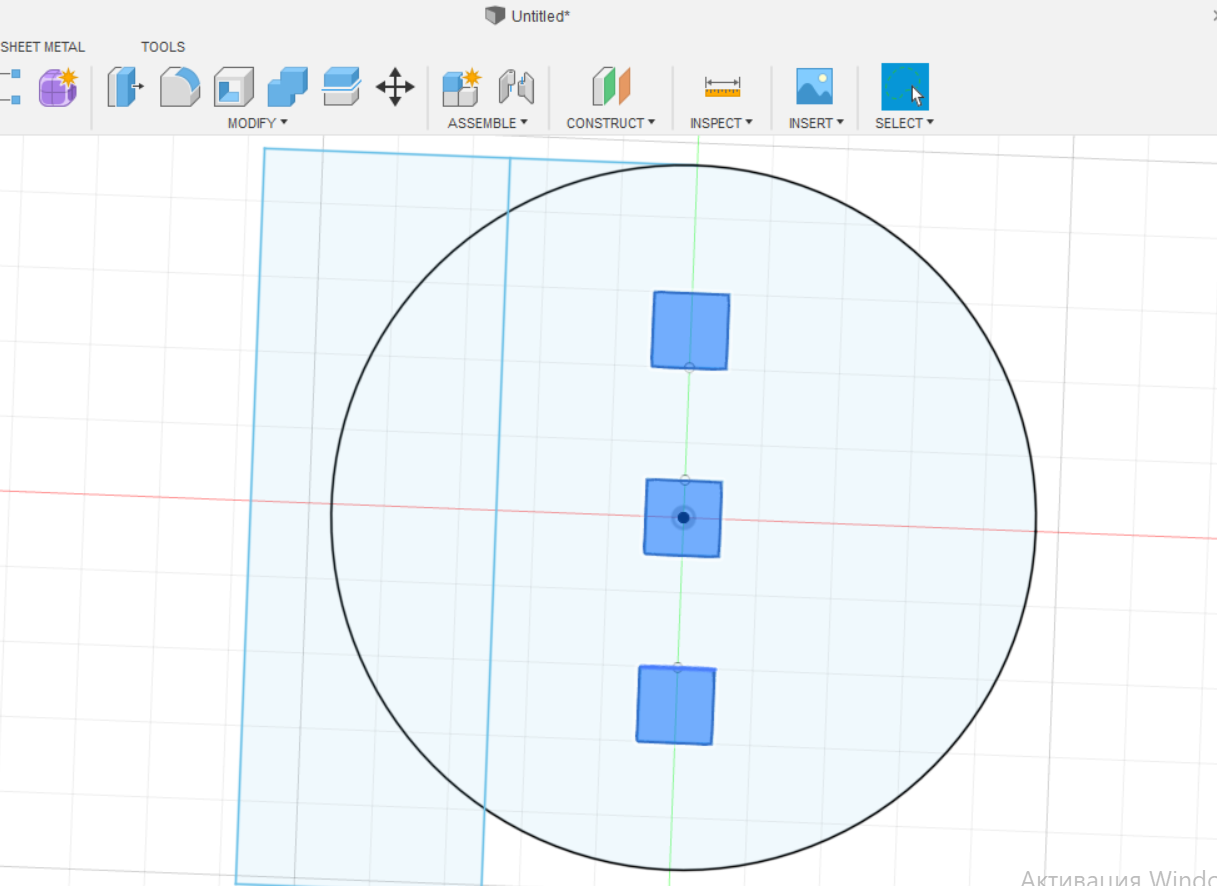 Untitled*
SHEET METAL TOOLS
MODIFY ASSEMBLE CONSTRUCT INSPECT INSERT SELECT
Активация